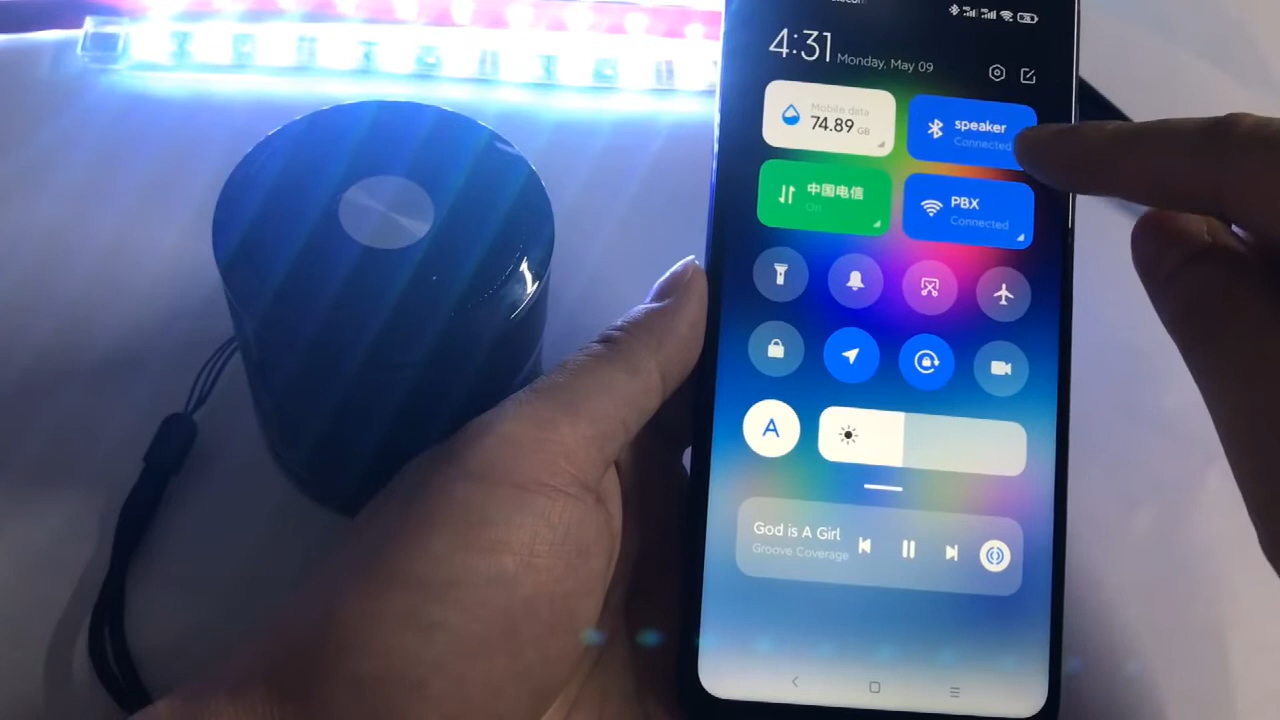 4:31 Monday, May 09
Mobile data
74.89 GB
speaker
Connected
中国电信
On
PBX
Connected
A
God is A Girl
Groove Coverage